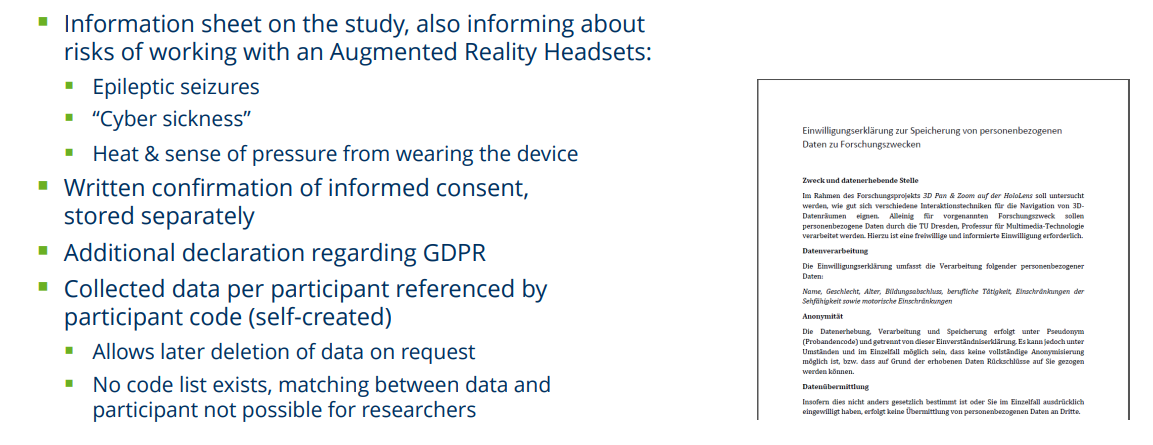 Information sheet on the study, also informing about
risks of working with an Augmented Reality Headsets:
Epileptic seizures
“Cyber sickness”
Heat & sense of pressure from wearing the device
Written confirmation of informed consent,
stored separately
Additional declaration regarding GDPR
Collected data per participant referenced by
participant code (self-created)
Allows later deletion of data on request
No code list exists, matching between data and
participant not possible for researchers
Einwilligungserklärung zur Speicherung von personenbezogenen
Daten zu Forschungszwecken
Zweck und datenerhebende Stelle
Im Rahmen des Forschungsprojekts 3D Pan & Zoom auf der HoloLens soll untersucht
werden, wie gut sich verschiedene Interaktionstechniken für die Navigation von 3D-
Datenräumen eignen. Alleinig für vorgenannten Forschungszweck sollen
personenbezogene Daten durch die TU Dresden, Professur für Multimedia-Technologie
verarbeitet werden. Hierzu ist eine freiwillige und informierte Einwilligung erforderlich.
Datenverarbeitung
Die Einwilligungserklärung umfasst die Verarbeitung folgender personenbezogener
Daten:
Name, Geschlecht, Alter, Bildungsabschluss, berufliche Tätigkeit, Einschränkungen der
Sehfähigkeit sowie motorische Einschränkungen
Anonymität
Die Datenerhebung, Verarbeitung und Speicherung erfolgt unter Pseudonym
(Probandencode) und getrennt von dieser Einverständniserklärung. Es kann jedoch unter
Umständen und im Einzelfall möglich sein, dass keine vollständige Anonymisierung
möglich ist, bzw. dass auf Grund der erhobenen Daten Rückschlüsse auf Sie gezogen
werden können.
Datenübermittlung
Insofern dies nicht anders gesetzlich bestimmt ist oder Sie im Einzelfall ausdrücklich
eingewilligt haben, erfolgt keine Übermittlung von personenbezogenen Daten an Dritte.